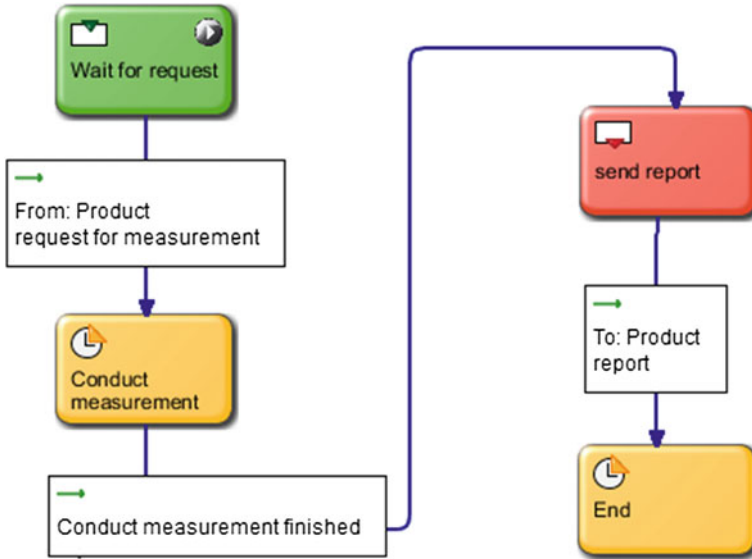 Wait for request
From: Product
request for measurement
Conduct
measurement
Conduct measurement finished
send report
To: Product
report
End